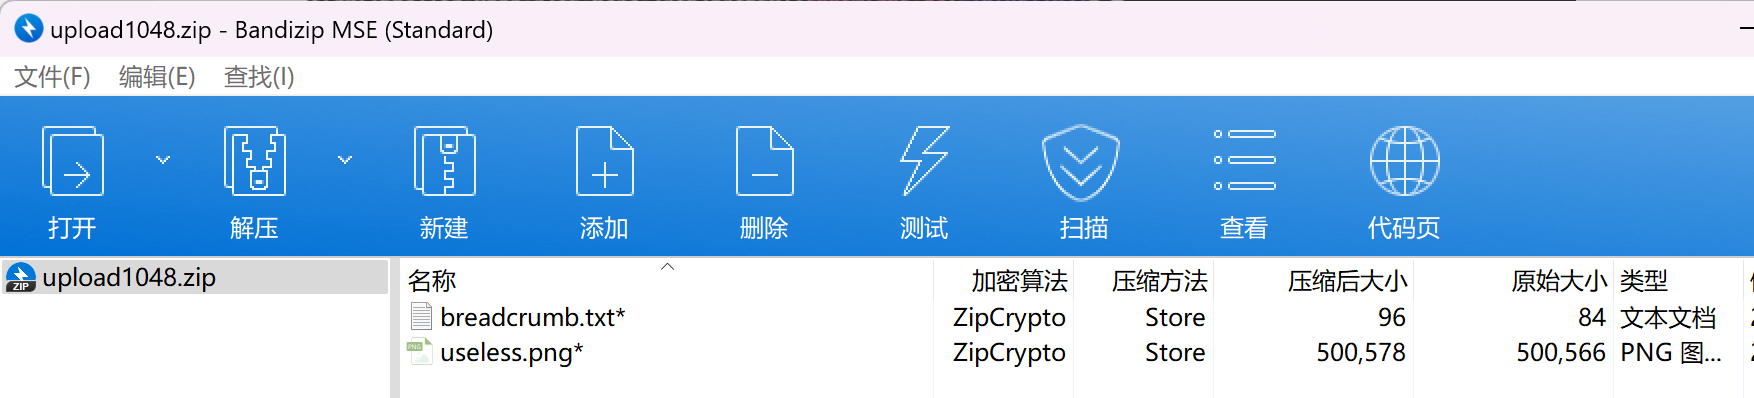 upload1048.zip - Bandizip MSE (Standard)
文件(F) 编辑(E) 查找(I)
打开 解压 新建 添加 删除 测试 扫描 查看 代码页
ZIP upload1048.zip
名称 加密算法 压缩方法 压缩后大小 原始大小 类型
breadcrumb.txt* ZipCrypto Store 96 84 文本文档
PNG useless.png* ZipCrypto Store 500,578 500,566 PNG 图...